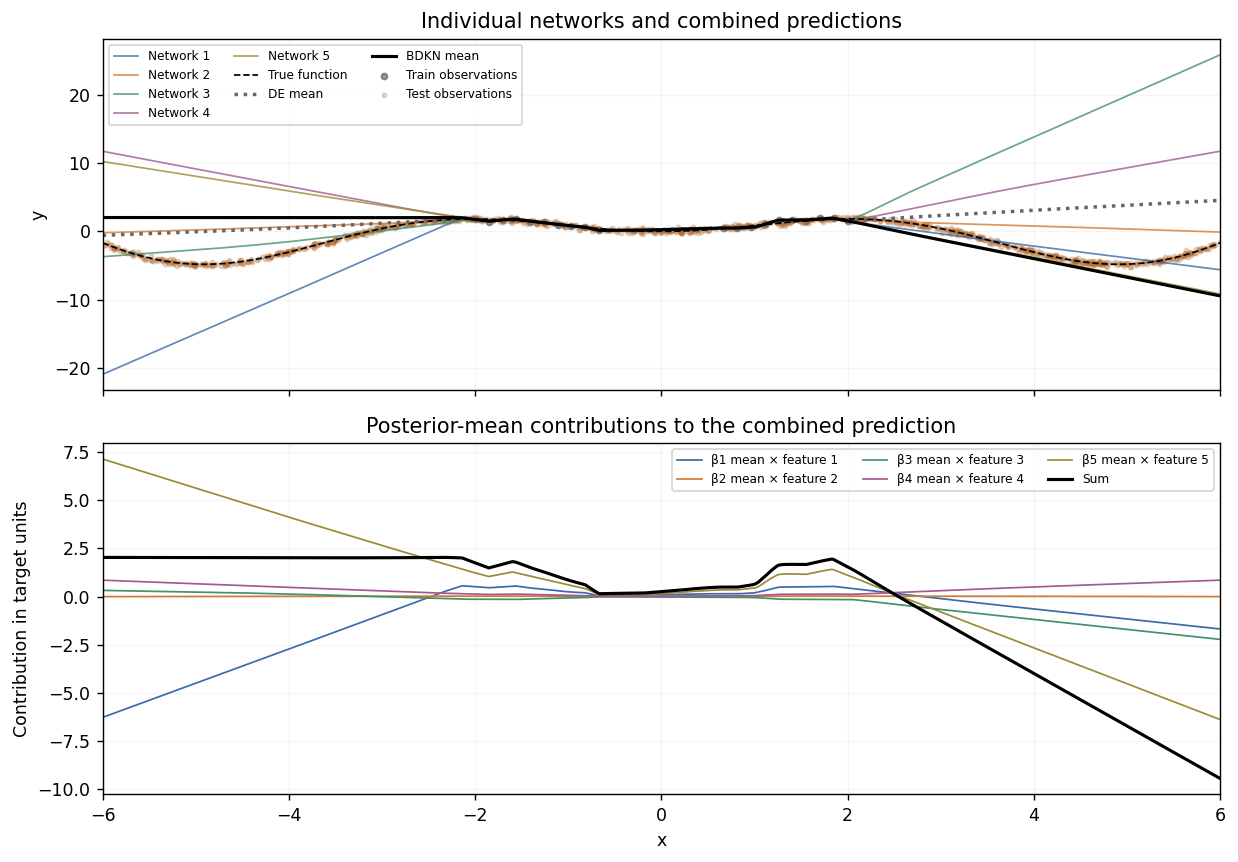 Individual networks and combined predictions
Network 1
Network 2
Network 3
Network 4
Network 5
True function
DE mean
BDKN mean
Train observations
Test observations
20
10
0
−10
−20
y
Posterior-mean contributions to the combined prediction
β1 mean × feature 1
β2 mean × feature 2
β3 mean × feature 3
β4 mean × feature 4
β5 mean × feature 5
Sum
7.5
5.0
2.5
0.0
−2.5
−5.0
−7.5
−10.0
Contribution in target units
−6 −4 −2 0 2 4 6
x